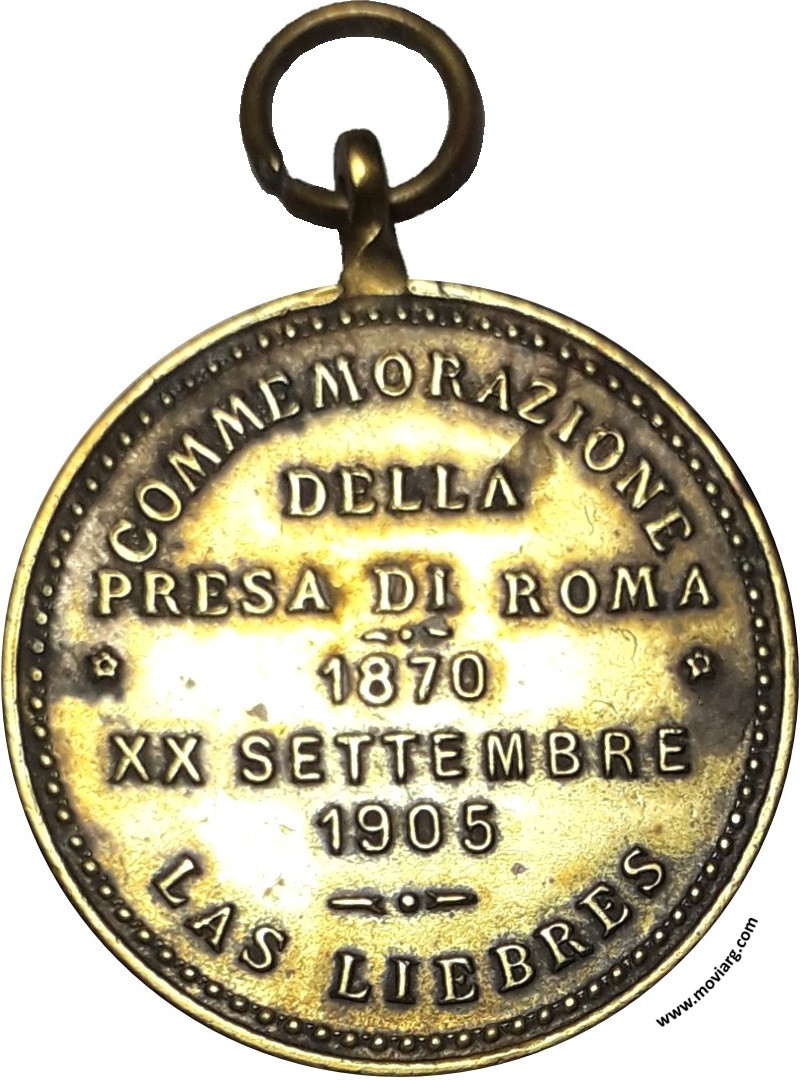 COMMEMORAZIONE
DELLA
PRESA DI ROMA
1870
XX SETTEMBRE
1905
LAS LIEBRES
www.moviarg.com